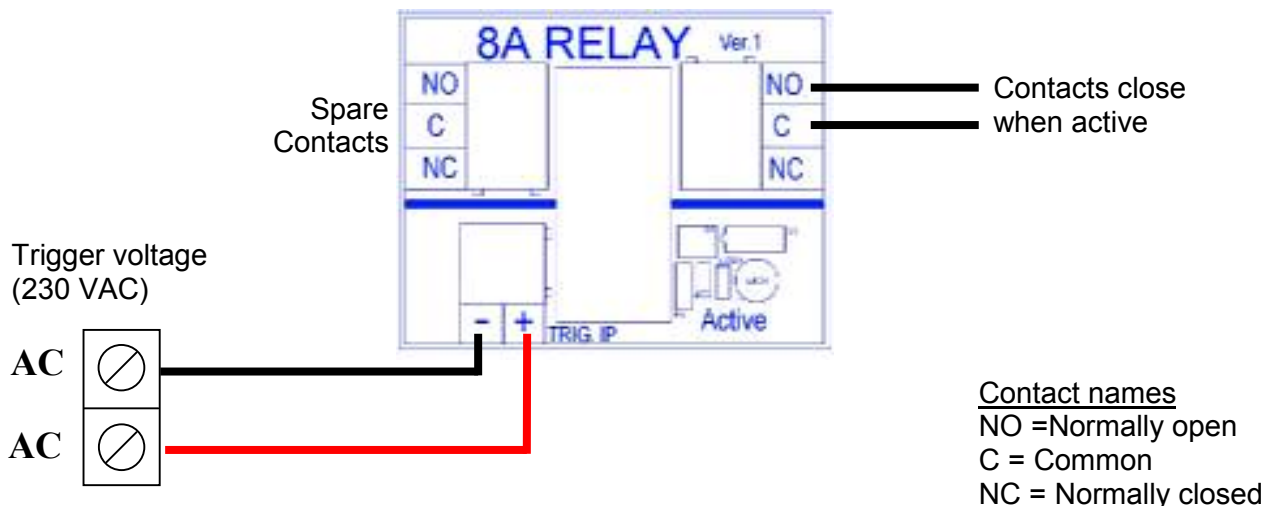 8A RELAY Ver.1
NO
C
NC
Spare
Contacts
NO
C
NC
Contacts close
when active
Trigger voltage
(230 VAC)
- +
TRIG. IP
Active
AC
AC
Contact names
NO =Normally open
C = Common
NC = Normally closed